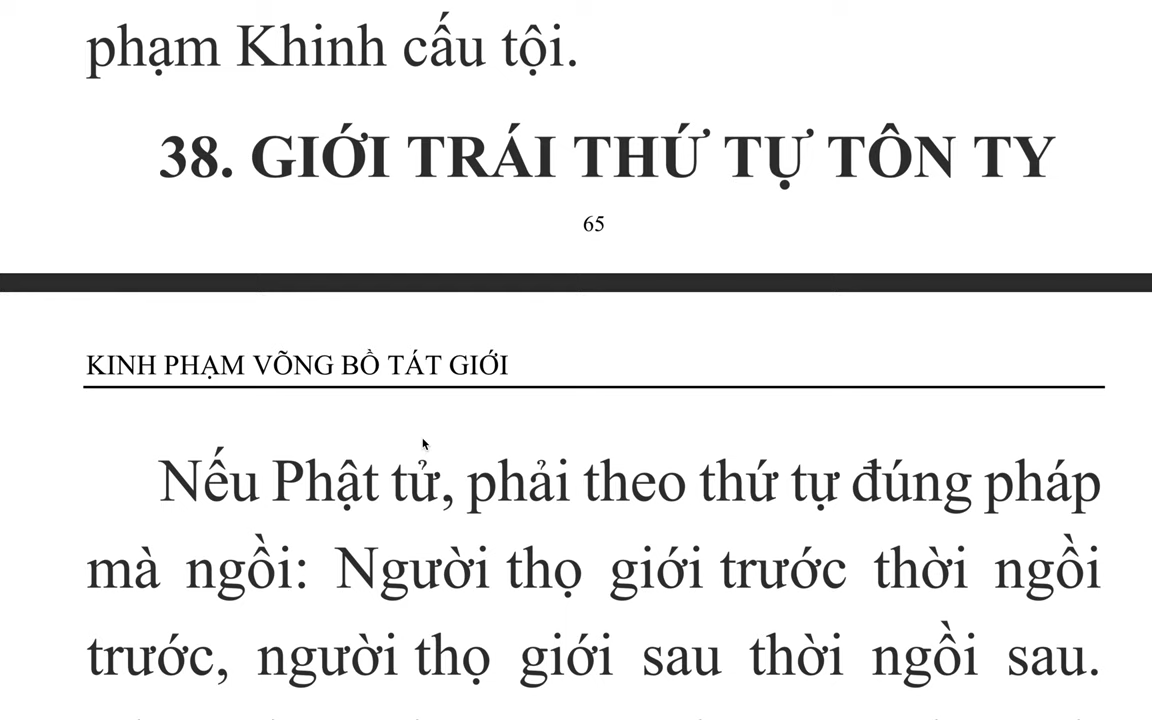 phạm Khinh cấu tội.
38. GIỚI TRÁI THỨ TỰ TÔN TY
65
KINH PHẠM VÕNG BỒ TÁT GIỚI
Nếu Phật tử, phải theo thứ tự đúng pháp
mà ngồi: Người thọ giới trước thời ngồi
trước, người thọ giới sau thời ngồi sau.